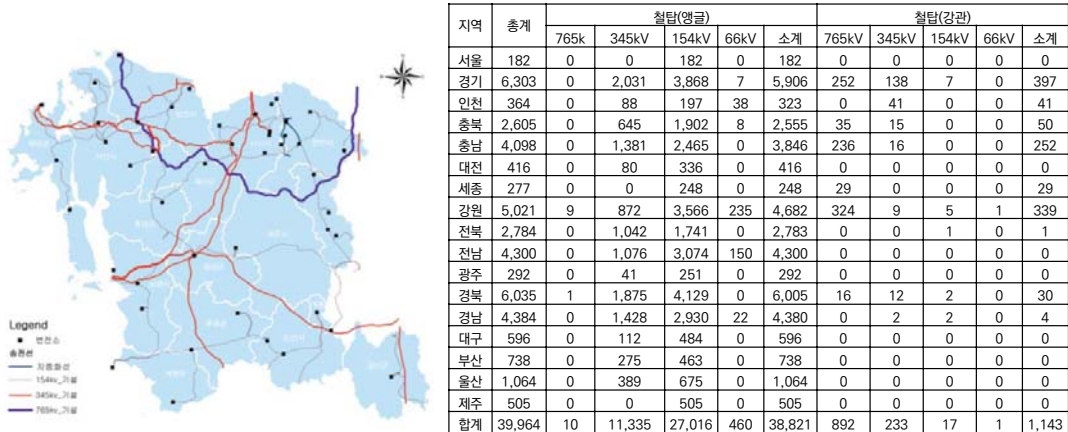 Legend
변전소
송전선
지중화선
154kv_기설
345kv_기설
765kv_기설
지역 총계 철탑(앵글) 철탑(강관)
765k 345kV 154kV 66kV 소계 765kV 345kV 154kV 66kV 소계
서울 182 0 0 182 0 182 0 0 0 0 0
경기 6,303 0 2,031 3,868 7 5,906 252 138 7 0 397
인천 364 0 88 197 38 323 0 41 0 0 41
충북 2,605 0 645 1,902 8 2,555 35 15 0 0 50
충남 4,098 0 1,381 2,465 0 3,846 236 16 0 0 252
대전 416 0 80 336 0 416 0 0 0 0 0
세종 277 0 0 248 0 248 29 0 0 0 29
강원 5,021 9 872 3,566 235 4,682 324 9 5 1 339
전북 2,784 0 1,042 1,741 0 2,783 0 0 1 0 1
전남 4,300 0 1,076 3,074 150 4,300 0 0 0 0 0
광주 292 0 41 251 0 292 0 0 0 0 0
경북 6,035 1 1,875 4,129 0 6,005 16 12 2 0 30
경남 4,384 0 1,428 2,930 22 4,380 0 2 2 0 4
대구 596 0 112 484 0 596 0 0 0 0 0
부산 738 0 275 463 0 738 0 0 0 0 0
울산 1,064 0 389 675 0 1,064 0 0 0 0 0
제주 505 0 0 505 0 505 0 0 0 0 0
합계 39,964 10 11,335 27,016 460 38,821 892 233 17 1 1,143